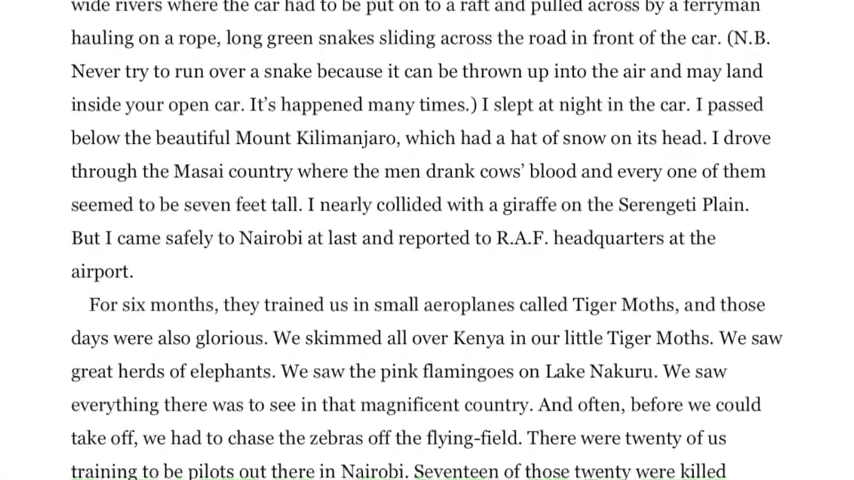 wide rivers where the car had to be put on to a raft and pulled across by a ferryman
hauling on a rope, long green snakes sliding across the road in front of the car. (N.B.
Never try to run over a snake because it can be thrown up into the air and may land
inside your open car. It’s happened many times.) I slept at night in the car. I passed
below the beautiful Mount Kilimanjaro, which had a hat of snow on its head. I drove
through the Masai country where the men drank cows’ blood and every one of them
seemed to be seven feet tall. I nearly collided with a giraffe on the Serengeti Plain.
But I came safely to Nairobi at last and reported to R.A.F. headquarters at the
airport.
For six months, they trained us in small aeroplanes called Tiger Moths, and those
days were also glorious. We skimmed all over Kenya in our little Tiger Moths. We saw
great herds of elephants. We saw the pink flamingoes on Lake Nakuru. We saw
everything there was to see in that magnificent country. And often, before we could
take off, we had to chase the zebras off the flying-field. There were twenty of us
training to be pilots out there in Nairobi. Seventeen of those twenty were killed